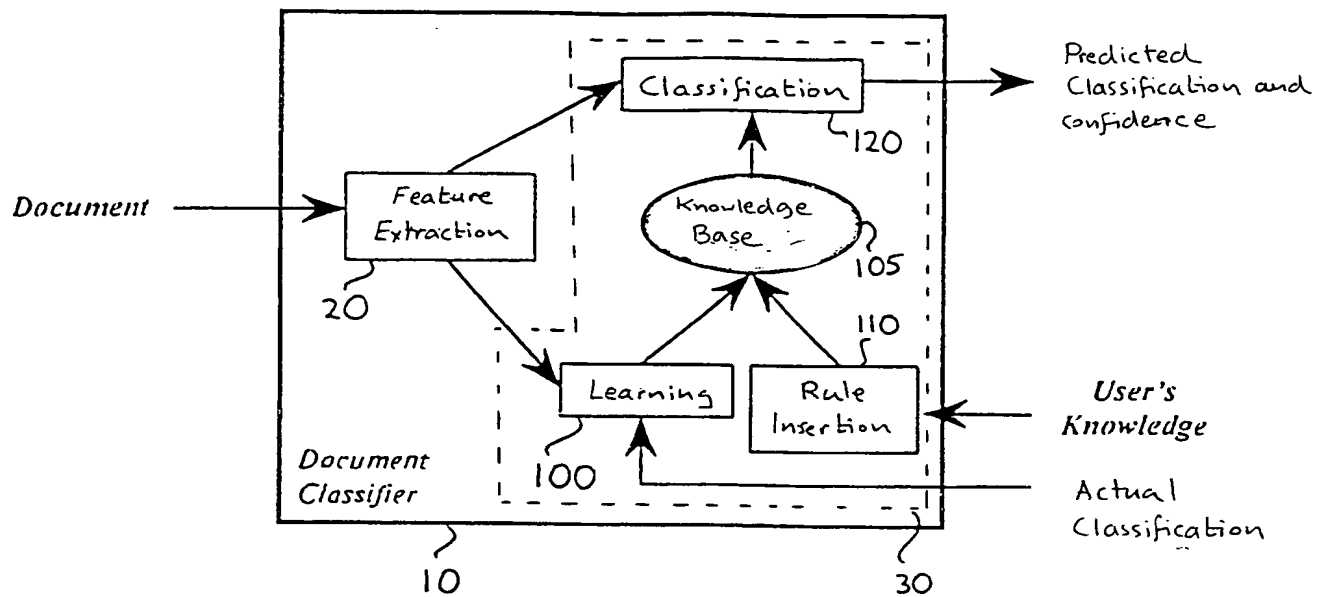 Predicted
Classification and
confidence
Classification
120
Document
Feature
Extraction
20
Knowledge
Base
105
110
Learning
100
Rule
Insertion
User's
Knowledge
Document
Classifier
Actual
Classification
10
30